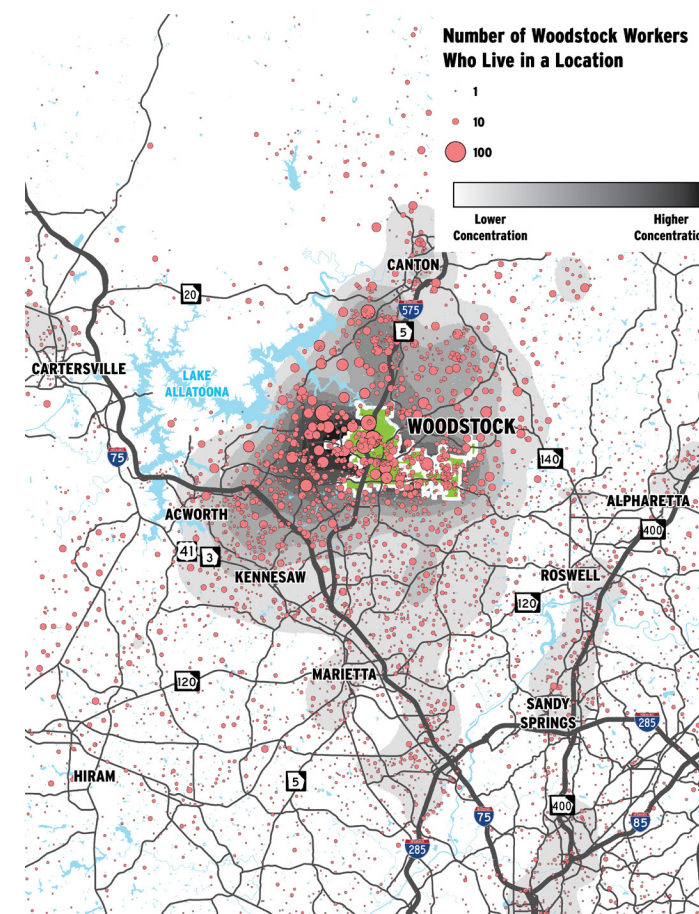 Number of Woodstock Workers
Who Live in a Location
1
10
100
Lower
Concentration
Higher
Concentratio
CANTON
20
575
5
CARTERSVILLE
LAKE
ALLATOONA
WOODSTOCK
75
140
ALPHARETTA
ACWORTH
400
41
3
KENNESAW
ROSWELL
120
MARIETTA
120
SANDY
SPRINGS
285
HIRAM
5
400
75
85
285